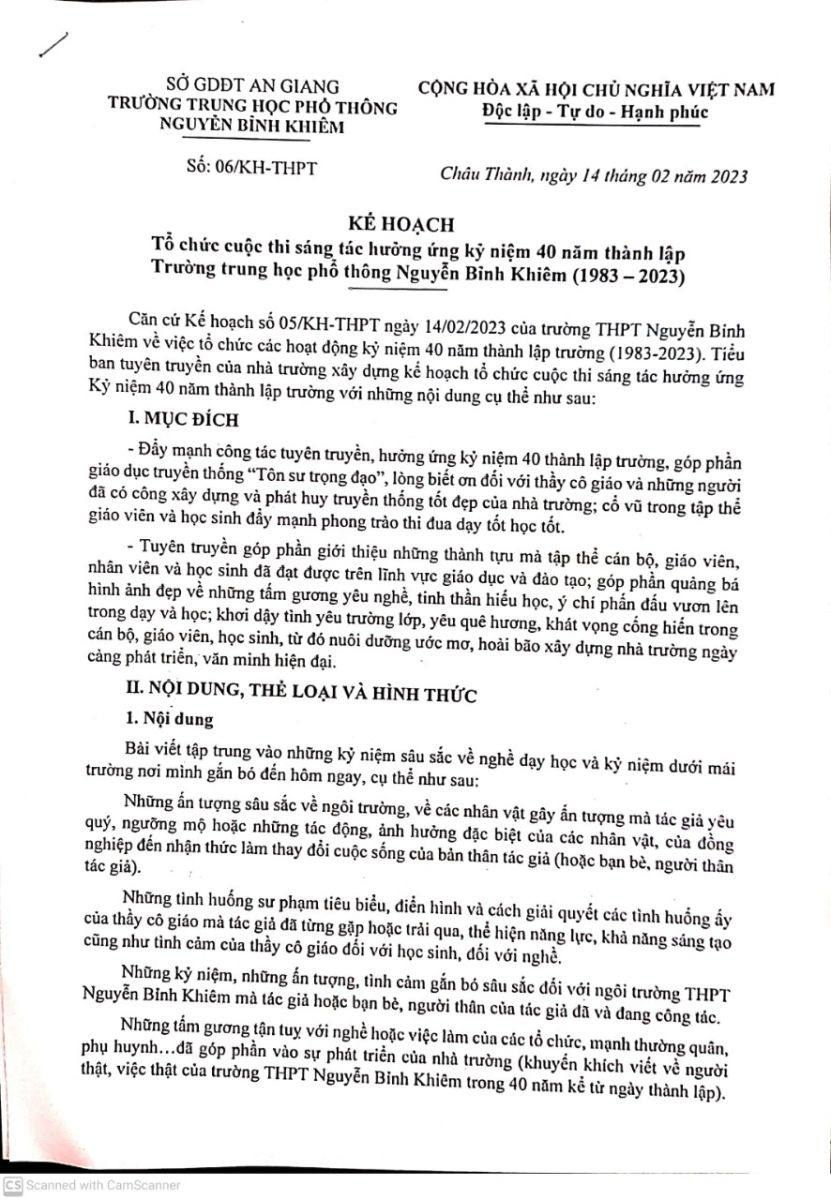 SỞ GDĐT AN GIANG
TRƯỜNG TRUNG HỌC PHỔ THÔNG
NGUYỄN BỈNH KHIÊM
CỘNG HÒA XÃ HỘI CHỦ NGHĨA VIỆT NAM
Độc lập - Tự do - Hạnh phúc
Số: 06/KH-THPT
Châu Thành, ngày 14 tháng 02 năm 2023
KẾ HOẠCH
Tổ chức cuộc thi sáng tác hưởng ứng kỷ niệm 40 năm thành lập
Trường trung học phổ thông Nguyễn Bỉnh Khiêm (1983 – 2023)
Căn cứ Kế hoạch số 05/KH-THPT ngày 14/02/2023 của trường THPT Nguyễn Bỉnh
Khiêm về việc tổ chức các hoạt động kỷ niệm 40 năm thành lập trường (1983-2023). Tiểu
ban tuyên truyền của nhà trường xây dựng kế hoạch tổ chức cuộc thi sáng tác hưởng ứng
Kỷ niệm 40 năm thành lập trường với những nội dung cụ thể như sau:
I. MỤC ĐÍCH
- Đẩy mạnh công tác tuyên truyền, hưởng ứng kỷ niệm 40 thành lập trường, góp phần
giáo dục truyền thống “Tôn sư trọng đạo”, lòng biết ơn đối với thầy cô giáo và những người
đã có công xây dựng và phát huy truyền thống tốt đẹp của nhà trường; cổ vũ trong tập thể
giáo viên và học sinh đẩy mạnh phong trào thi đua dạy tốt học tốt.
- Tuyên truyền góp phần giới thiệu những thành tựu mà tập thể cán bộ, giáo viên,
nhân viên và học sinh đã đạt được trên lĩnh vực giáo dục và đào tạo; góp phần quảng bá
hình ảnh đẹp về những tấm gương yêu nghề, tinh thần hiếu học, ý chí phấn đấu vươn lên
trong dạy và học; khơi dậy tình yêu trường lớp, yêu quê hương, khát vọng cống hiến trong
cán bộ, giáo viên, học sinh, từ đó nuôi dưỡng ước mơ, hoài bão xây dựng nhà trường ngày
càng phát triển, văn minh hiện đại.
II. NỘI DUNG, THỂ LOẠI VÀ HÌNH THỨC
1. Nội dung
Bài viết tập trung vào những kỷ niệm sâu sắc về nghề dạy học và kỷ niệm dưới mái
trường nơi mình gắn bó đến hôm ngay, cụ thể như sau:
Những ấn tượng sâu sắc về ngôi trường, về các nhân vật gây ấn tượng mà tác giả yêu
quý, ngưỡng mộ hoặc những tác động, ảnh hưởng đặc biệt của các nhân vật, của đồng
nghiệp đến nhận thức làm thay đổi cuộc sống của bản thân tác giả (hoặc bạn bè, người thân
tác giả).
Những tình huống sư phạm tiêu biểu, điển hình và cách giải quyết các tình huống ấy
của thầy cô giáo mà tác giả đã từng gặp hoặc trải qua, thể hiện năng lực, khả năng sáng tạo
cũng như tình cảm của thầy cô giáo đối với học sinh, đối với nghề.
Những kỷ niệm, những ấn tượng, tình cảm gắn bó sâu sắc đối với ngôi trường THPT
Nguyễn Bỉnh Khiêm mà tác giả hoặc bạn bè, người thân của tác giả đã và đang công tác.
Những tấm gương tận tuỵ với nghề hoặc việc làm của các tổ chức, mạnh thường quân,
phụ huynh…đã góp phần vào sự phát triển của nhà trường (khuyến khích viết về người
thật, việc thật của trường THPT Nguyễn Bỉnh Khiêm trong 40 năm kể từ ngày thành lập).
CS Scanned with CamScanner